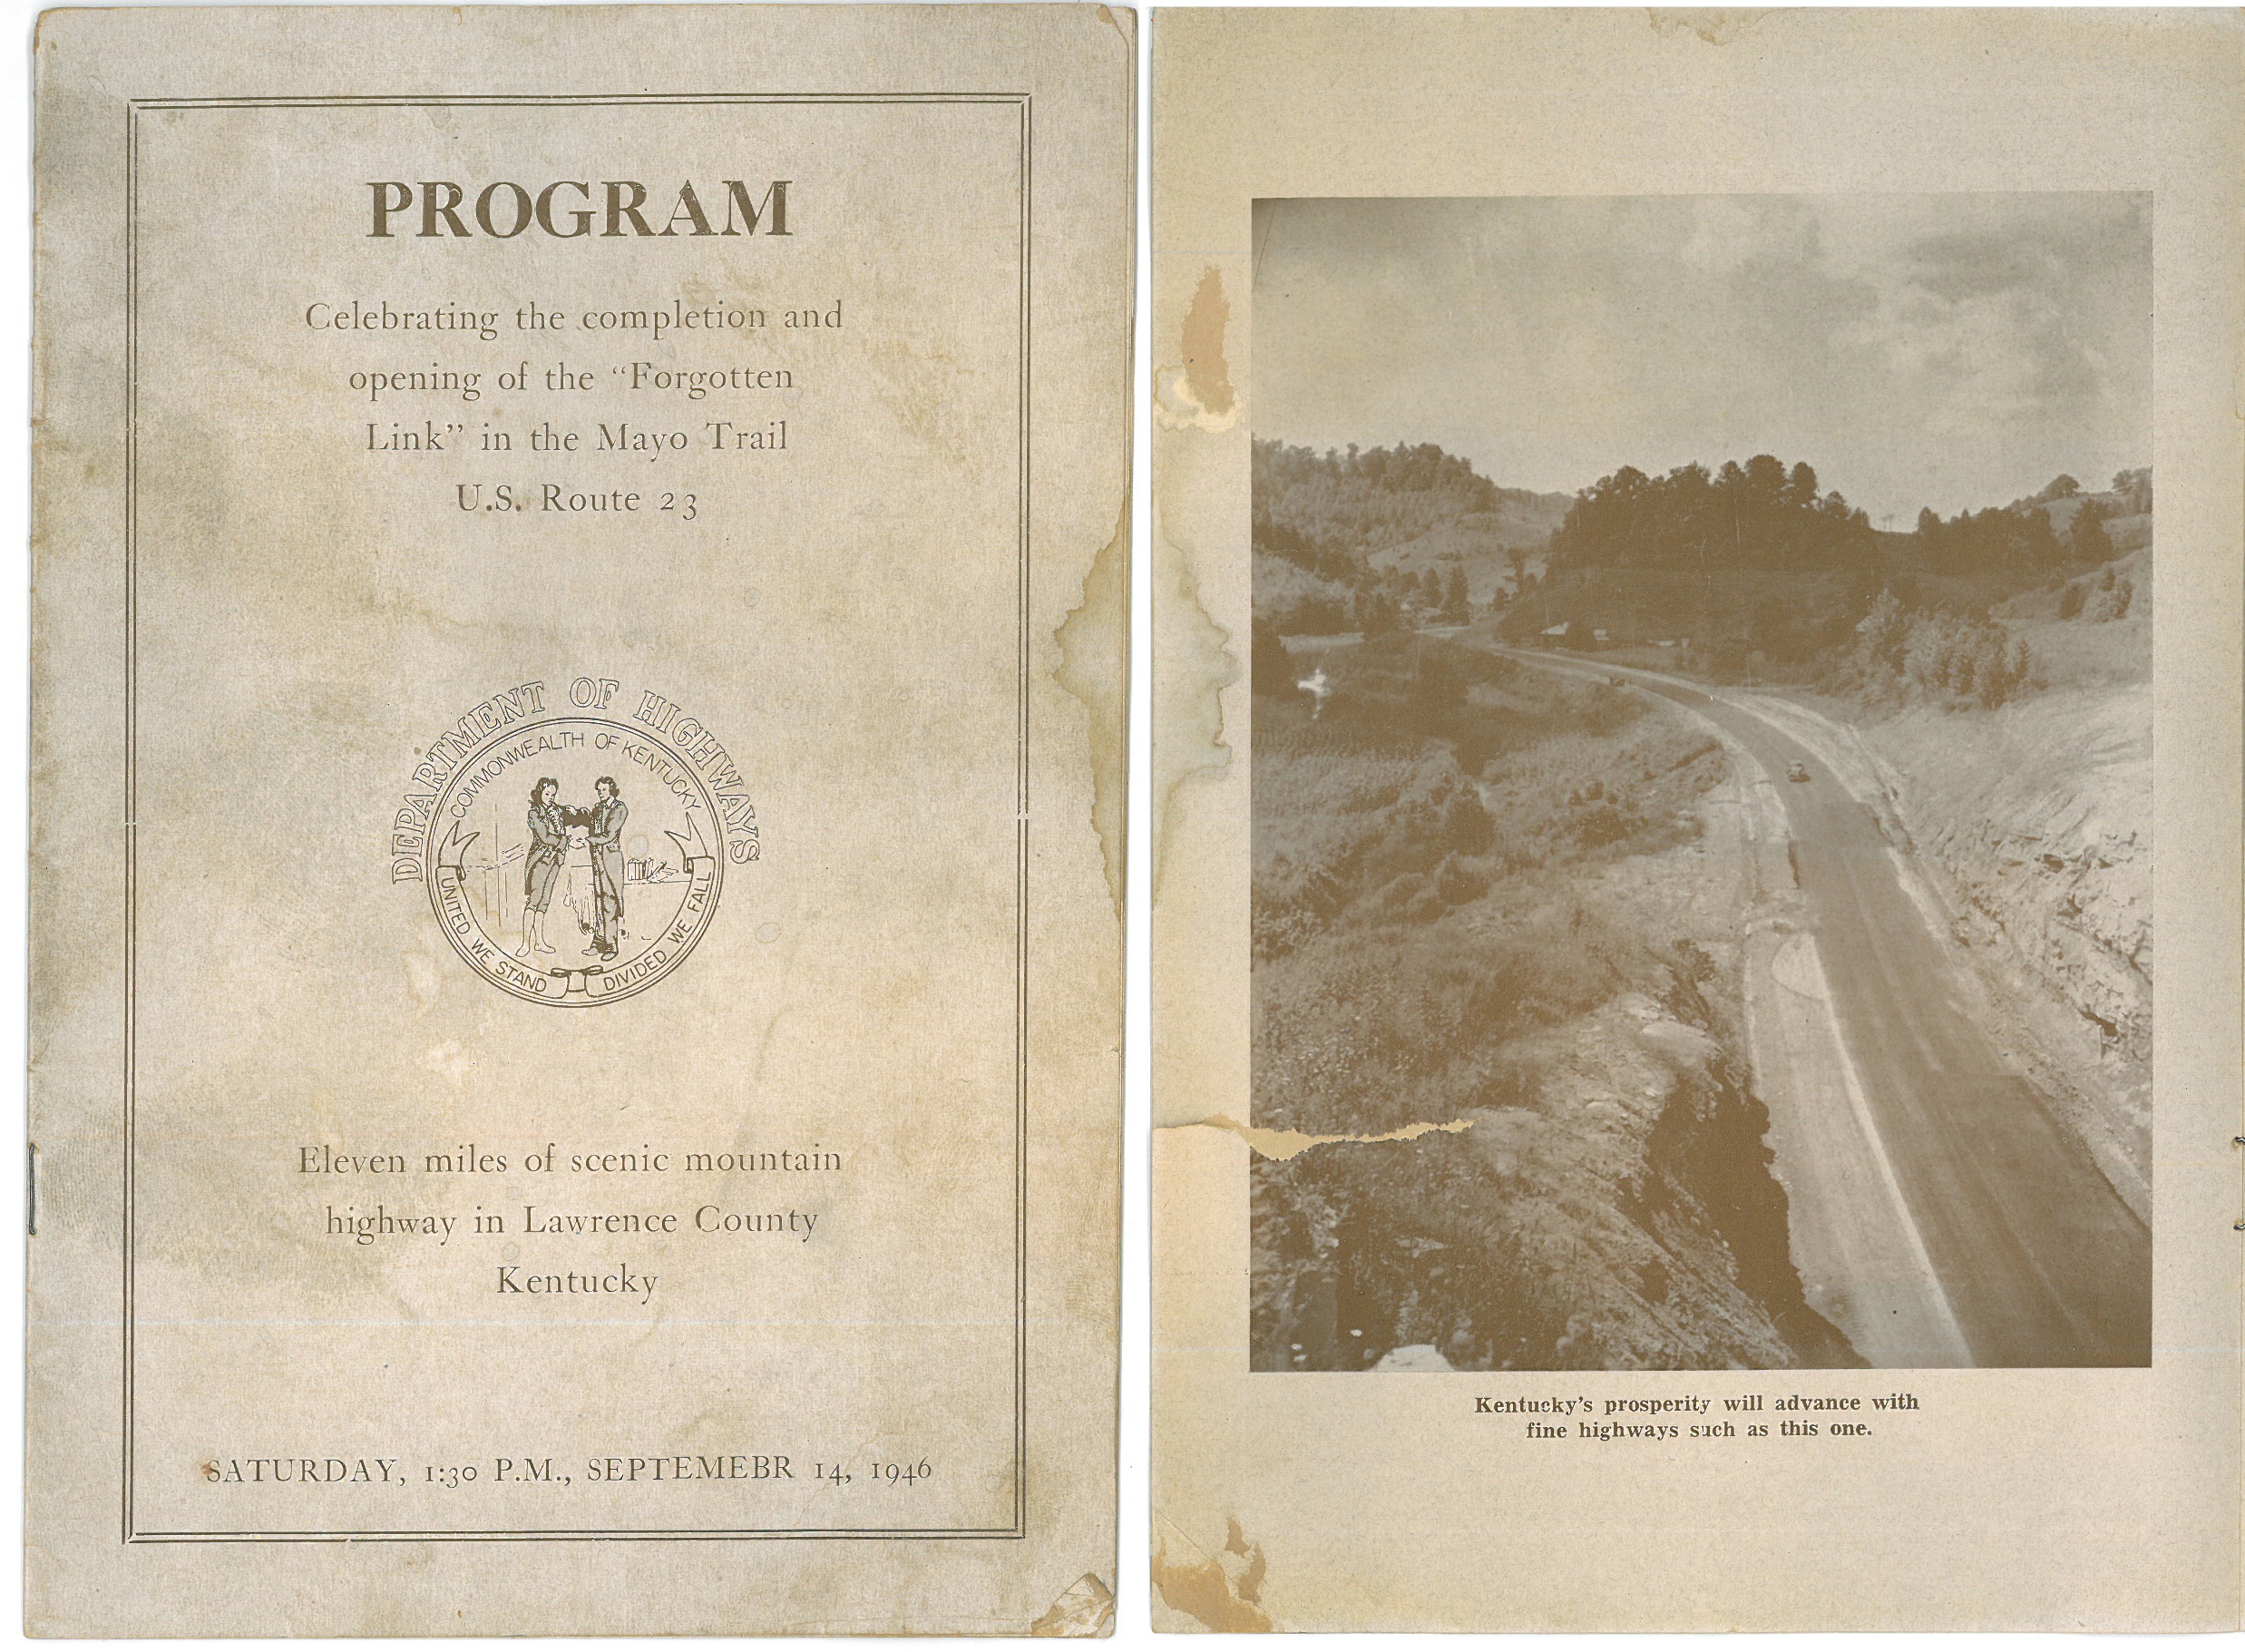 PROGRAM
Celebrating the completion and
opening of the “Forgotten
Link” in the Mayo Trail
U.S. Route 23
DEPARTMENT OF HIGHWAYS
COMMONWEALTH OF KENTUCKY
UNITED WE STAND DIVIDED WE FALL
Eleven miles of scenic mountain
highway in Lawrence County
Kentucky
SATURDAY, 1:30 P.M., SEPTEMEBR 14, 1946
Kentucky's prosperity will advance with
fine highways such as this one.